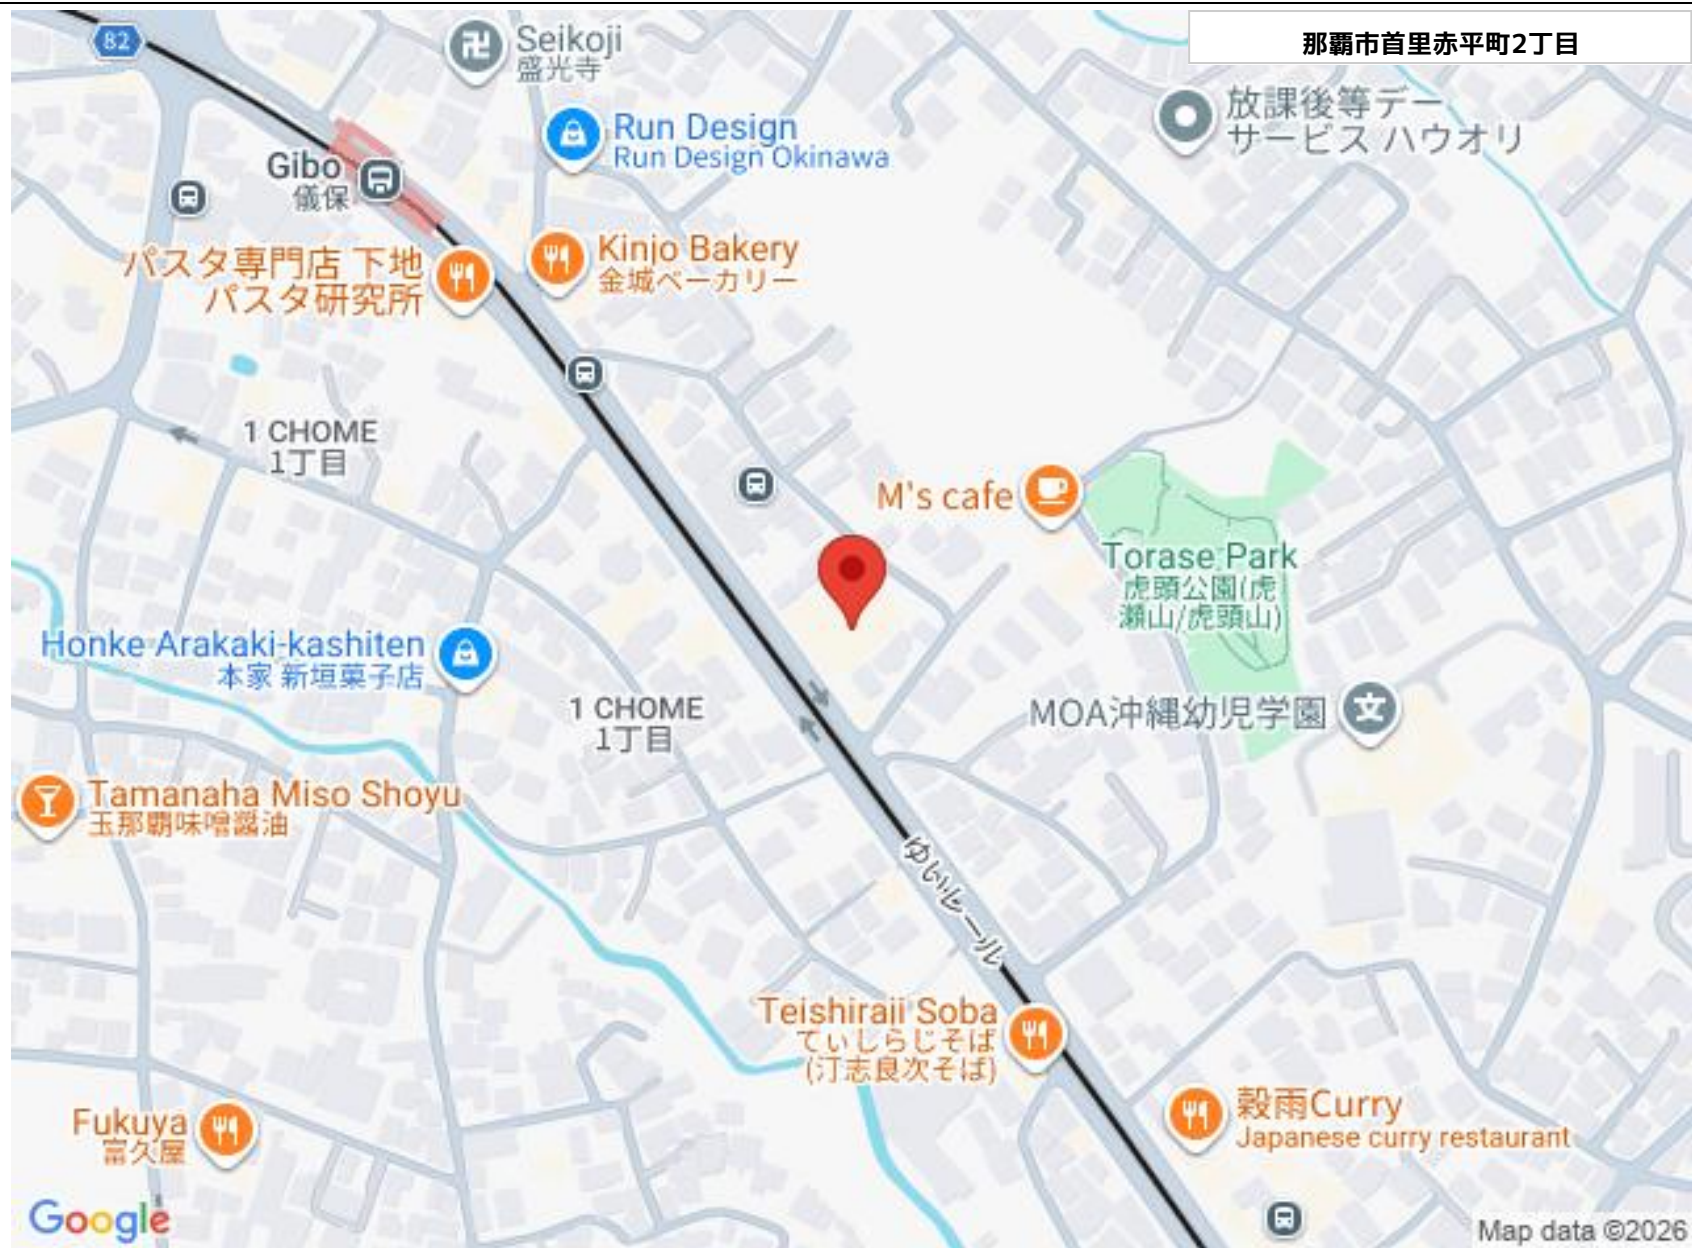 那覇市首里赤平町2丁目
82
Seikoji
盛光寺
Run Design
Run Design Okinawa
放課後等デー
サービス ハウオリ
Gibo
儀保
パスタ専門店 下地
パスタ研究所
Kinjo Bakery
金城ベーカリー
1 CHOME
1丁目
M's cafe
Torase Park
虎頭公園(虎
瀬山/虎頭山)
Honke Arakaki-kashiten
本家 新垣菓子店
1 CHOME
1丁目
MOA沖縄幼児学園
文
Tamanaha Miso Shoyu
玉那覇味噌醤油
ゆいレール
Teishiraji Soba
てぃしらじそば
(汀志良次そば)
Fukuya
富久屋
穀雨Curry
Japanese curry restaurant
Google
Map data ©2026